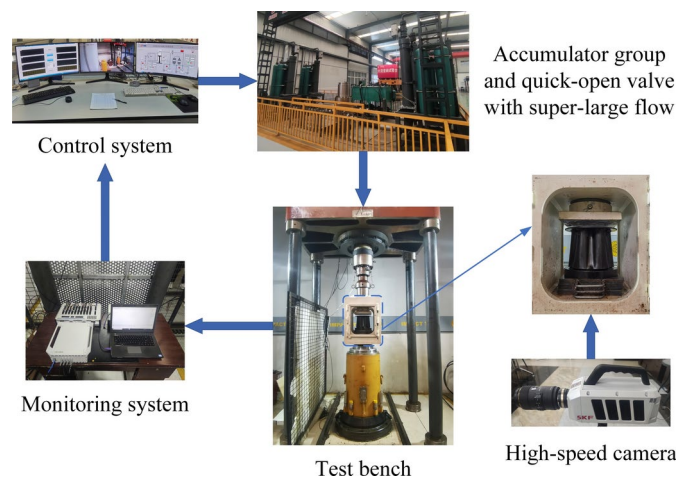 Accumulator group
and quick-open valve
with super-large flow
Control system
Monitoring system
Test bench
SKF
High-speed camera